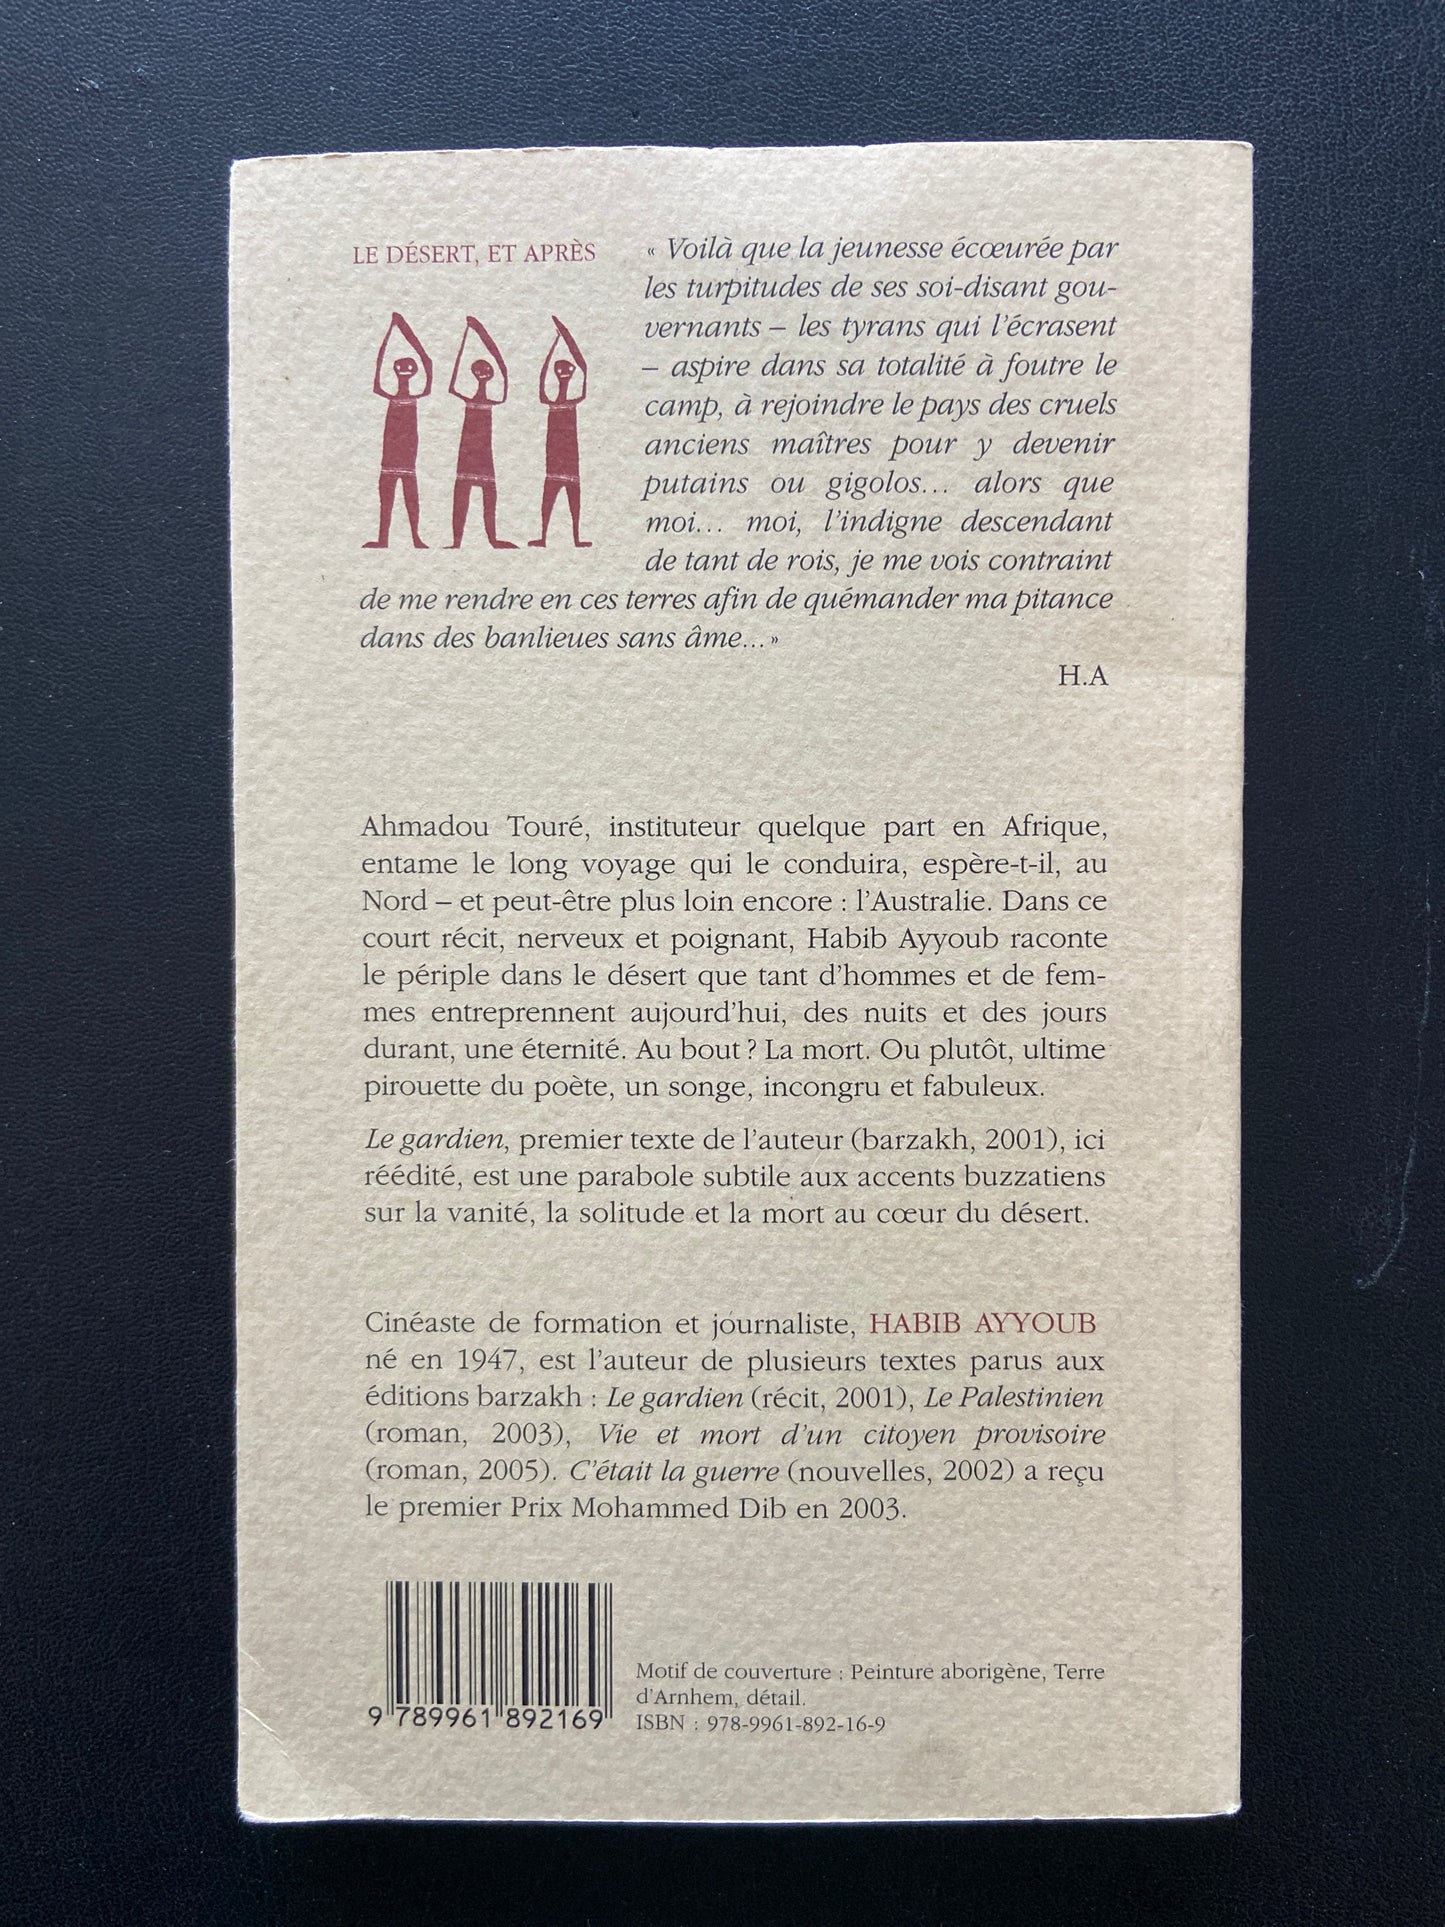 LE DÉSERT, ET APRÈS
« Voilà que la jeunesse écœurée par
les turpitudes de ses soi-disant gou-
vernants – les tyrans qui l'écrasent
– aspire dans sa totalité à foutre le
camp, à rejoindre le pays des cruels
anciens maîtres pour y devenir
putains ou gigolos… alors que
moi… moi, l'indigne descendant
de tant de rois, je me vois contraint
de me rendre en ces terres afin de quémander ma pitance
dans des banlieues sans âme…»
H.A
Ahmadou Touré, instituteur quelque part en Afrique,
entame le long voyage qui le conduira, espère-t-il, au
Nord – et peut-être plus loin encore : l'Australie. Dans ce
court récit, nerveux et poignant, Habib Ayyoub raconte
le périple dans le désert que tant d'hommes et de fem-
mes entreprennent aujourd'hui, des nuits et des jours
durant, une éternité. Au bout ? La mort. Ou plutôt, ultime
pirouette du poète, un songe, incongru et fabuleux.
Le gardien, premier texte de l'auteur (barzakh, 2001), ici
réédité, est une parabole subtile aux accents buzzatiens
sur la vanité, la solitude et la mort au cœur du désert.
Cinéaste de formation et journaliste, HABIB AYYOUB
né en 1947, est l'auteur de plusieurs textes parus aux
éditions barzakh : Le gardien (récit, 2001), Le Palestinien
(roman, 2003), Vie et mort d'un citoyen provisoire
(roman, 2005). C'était la guerre (nouvelles, 2002) a reçu
le premier Prix Mohammed Dib en 2003.
9 789961 892169
Motif de couverture : Peinture aborigène, Terre
d'Arnhem, détail.
ISBN : 978-9961-892-16-9